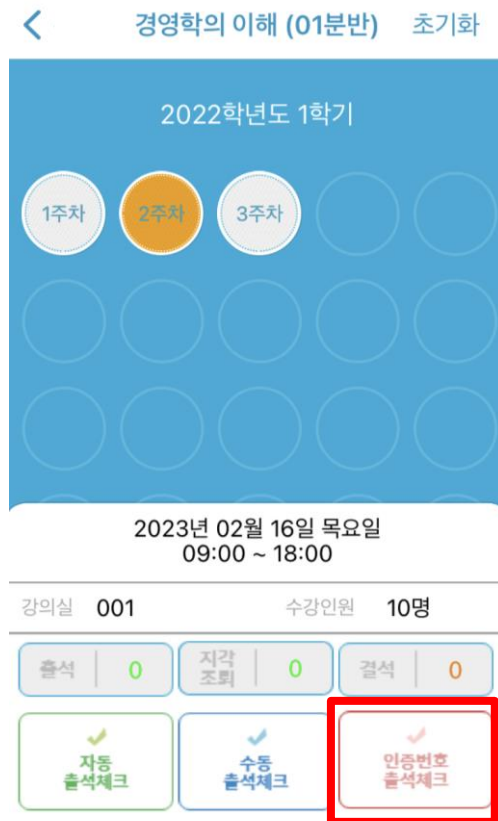 경영학의 이해 (01분반) 초기화
2022학년도 1학기
1주차 2주차 3주차
2023년 02월 16일 목요일
09:00 ~ 18:00
강의실 001 수강인원 10명
출석 0 지각 조회 0 결석 0
자동 출석체크
수동 출석체크
인증번호 출석체크